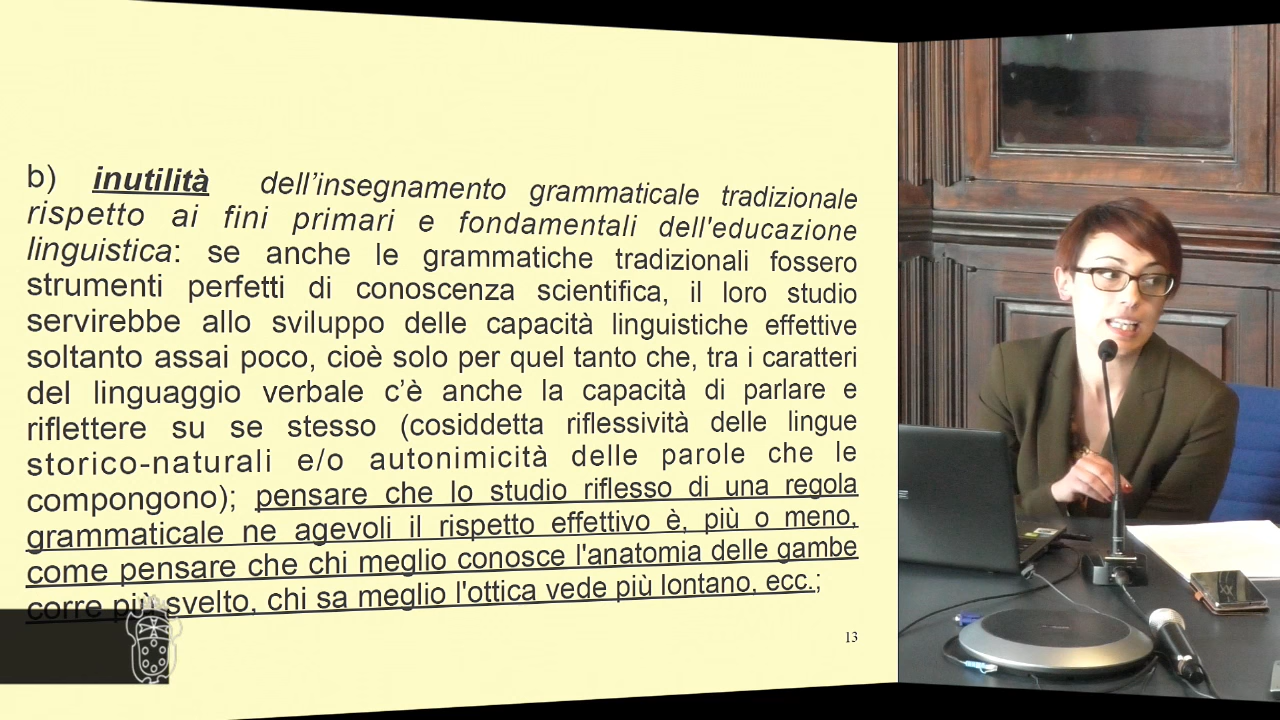 b) inutilità dell’insegnamento grammaticale tradizionale
rispetto ai fini primari e fondamentali dell'educazione
linguistica: se anche le grammatiche tradizionali fossero
strumenti perfetti di conoscenza scientifica, il loro studio
servirebbe allo sviluppo delle capacità linguistiche effettive
soltanto assai poco, cioè solo per quel tanto che, tra i caratteri
del linguaggio verbale c’è anche la capacità di parlare e
riflettere su se stesso (cosiddetta riflessività delle lingue
storico-naturali e/o autonimicità delle parole che le
compongono); pensare che lo studio riflesso di una regola
grammaticale ne agevoli il rispetto effettivo è, più o meno,
come pensare che chi meglio conosce l'anatomia delle gambe
corre più svelto, chi sa meglio l'ottica vede più lontano, ecc.;
13